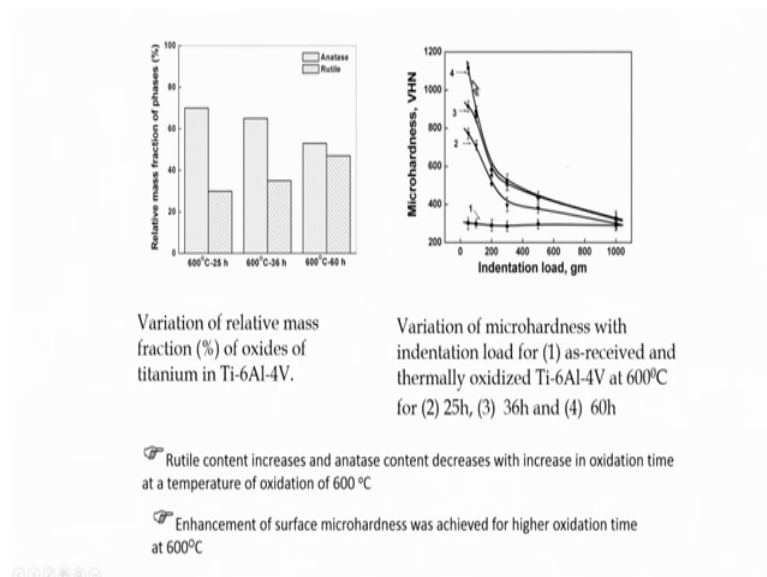 Relative mass fraction of phases (%)
100
80
60
40
20
0
Anatase
Rutile
600°C-25 h
600°C-36 h
600°C-60 h
Microhardness, VHN
1200
1000
800
600
400
200
4
3
2
1
0
200
400
600
800
1000
Indentation load, gm
Variation of relative mass
fraction (%) of oxides of
titanium in Ti-6Al-4V.
Variation of microhardness with
indentation load for (1) as-received and
thermally oxidized Ti-6Al-4V at 600⁰C
for (2) 25h, (3) 36h and (4) 60h
Rutile content increases and anatase content decreases with increase in oxidation time
at a temperature of oxidation of 600 ⁰C
Enhancement of surface microhardness was achieved for higher oxidation time
at 600⁰C